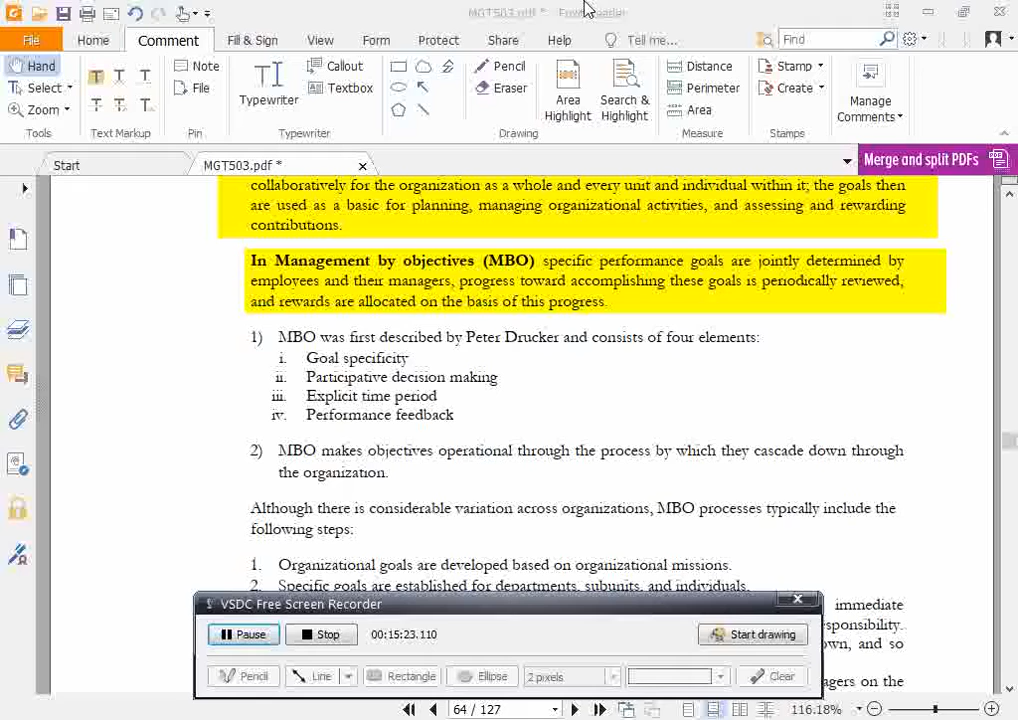 MGT503.pdf *
File
Home
Comment
Fill & Sign
View
Form
Protect
Share
Help
Tell me...
Find
Hand
Select
Zoom
Tools
Text Markup
Note
File
Pin
Typewriter
Callout
Textbox
Typewriter
Pencil
Eraser
Drawing
Area
Highlight
Search &
Highlight
Distance
Perimeter
Area
Measure
Stamp
Create
Stamps
Manage
Comments
Start
MGT503.pdf *
Merge and split PDFs
collaboratively for the organization as a whole and every unit and individual within it; the goals then
are used as a basic for planning, managing organizational activities, and assessing and rewarding
contributions.
In Management by objectives (MBO) specific performance goals are jointly determined by
employees and their managers, progress toward accomplishing these goals is periodically reviewed,
and rewards are allocated on the basis of this progress.
1) MBO was first described by Peter Drucker and consists of four elements:
i. Goal specificity
ii. Participative decision making
iii. Explicit time period
iv. Performance feedback
2) MBO makes objectives operational through the process by which they cascade down through
the organization.
Although there is considerable variation across organizations, MBO processes typically include the
following steps:
1. Organizational goals are developed based on organizational missions.
2. Specific goals are established for departments, subunits, and individuals.
immediate
responsibility.
own, and so
agers on the
VSDC Free Screen Recorder
Pause
Stop
00:15:23.110
Start drawing
Pencil
Line
Rectangle
Ellipse
2 pixels
Clear
64 / 127
116.18%